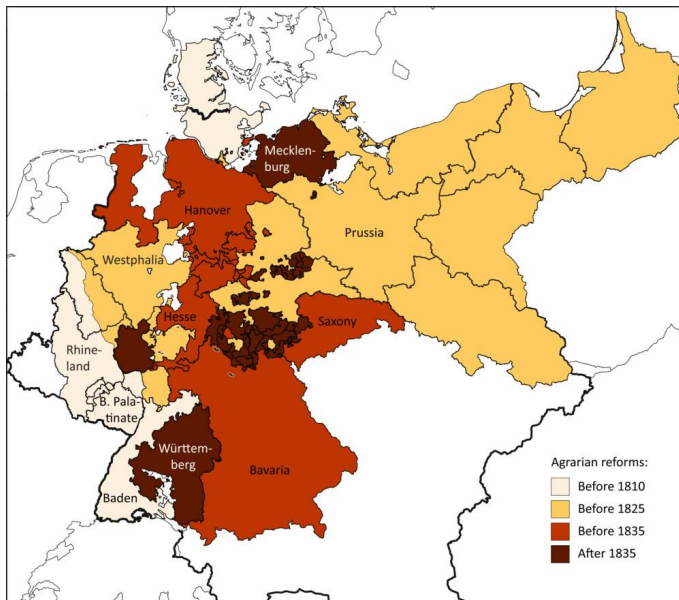 Mecklen-
burg
Hanover
Prussia
Westphalia
Hesse
Saxony
Rhine-
land
B. Pala-
tinate
Württem-
berg
Bavaria
Baden
Agrarian reforms:
Before 1810
Before 1825
Before 1835
After 1835